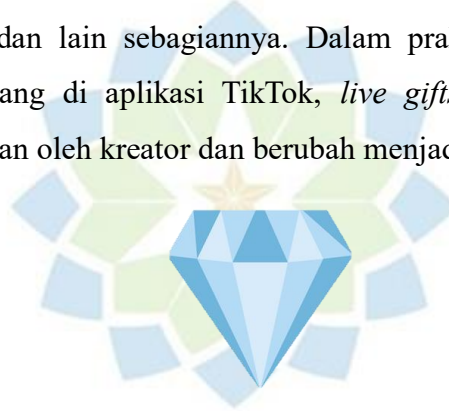 dan lain sebagiannya. Dalam pra
ang di aplikasi TikTok, live gift
an oleh kreator dan berubah menjad